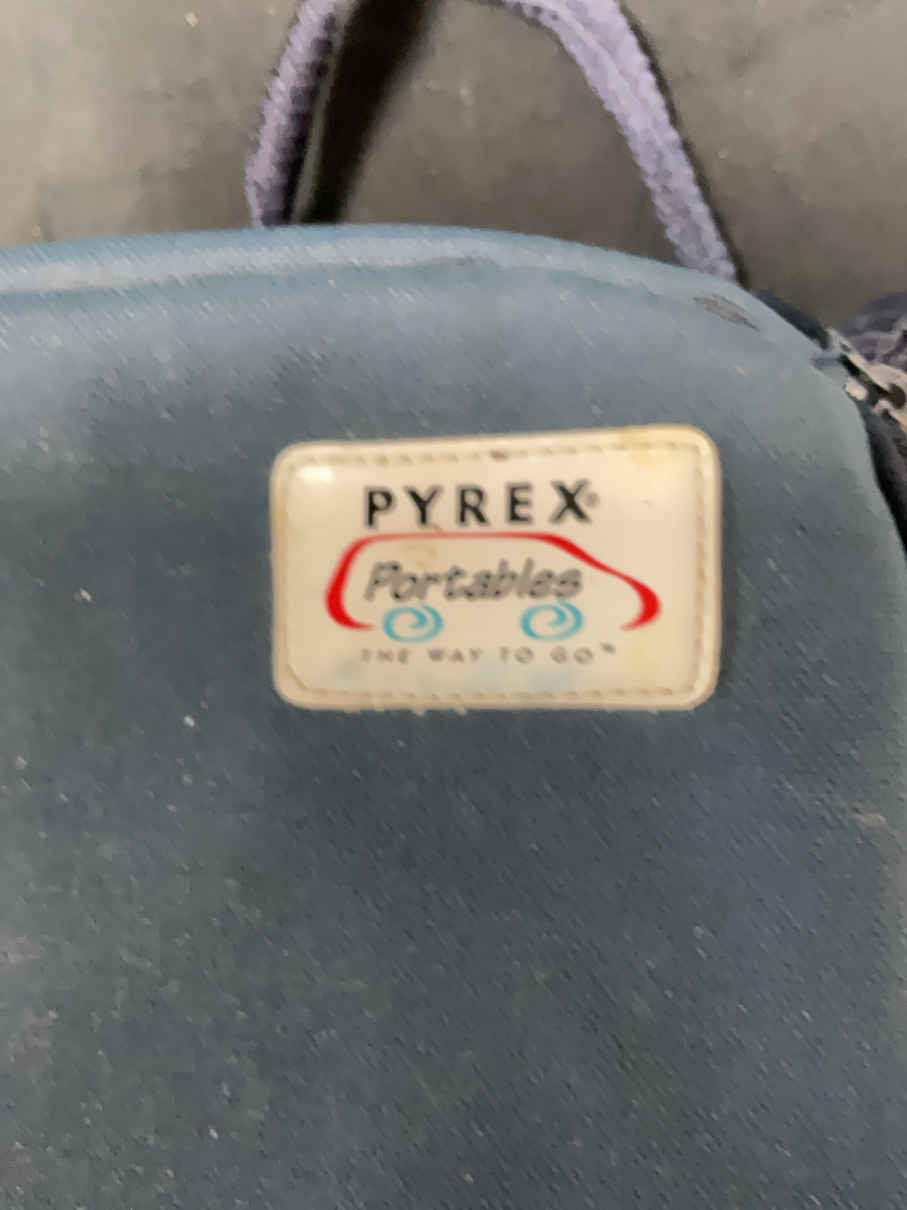 PYREX®
Portables
THE WAY TO GO™